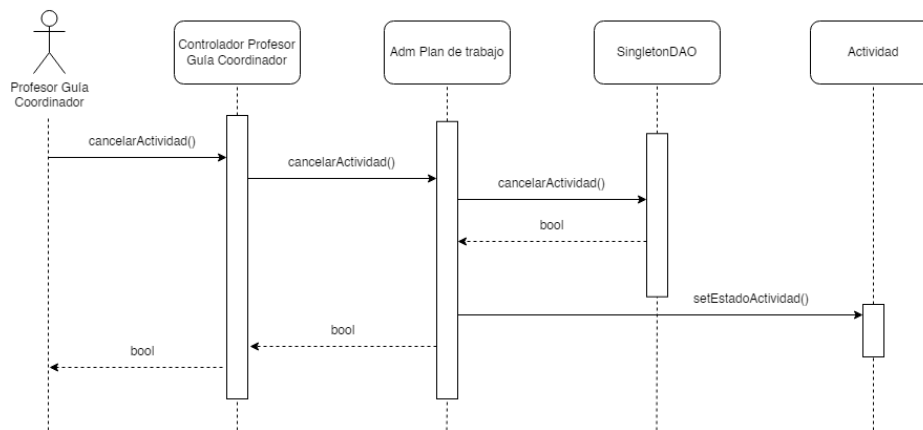 Profesor Guía
Coordinador
Controlador Profesor
Guía Coordinador
Adm Plan de trabajo
SingletonDAO
Actividad
cancelarActividad()
cancelarActividad()
cancelarActividad()
bool
setEstadoActividad()
bool
bool